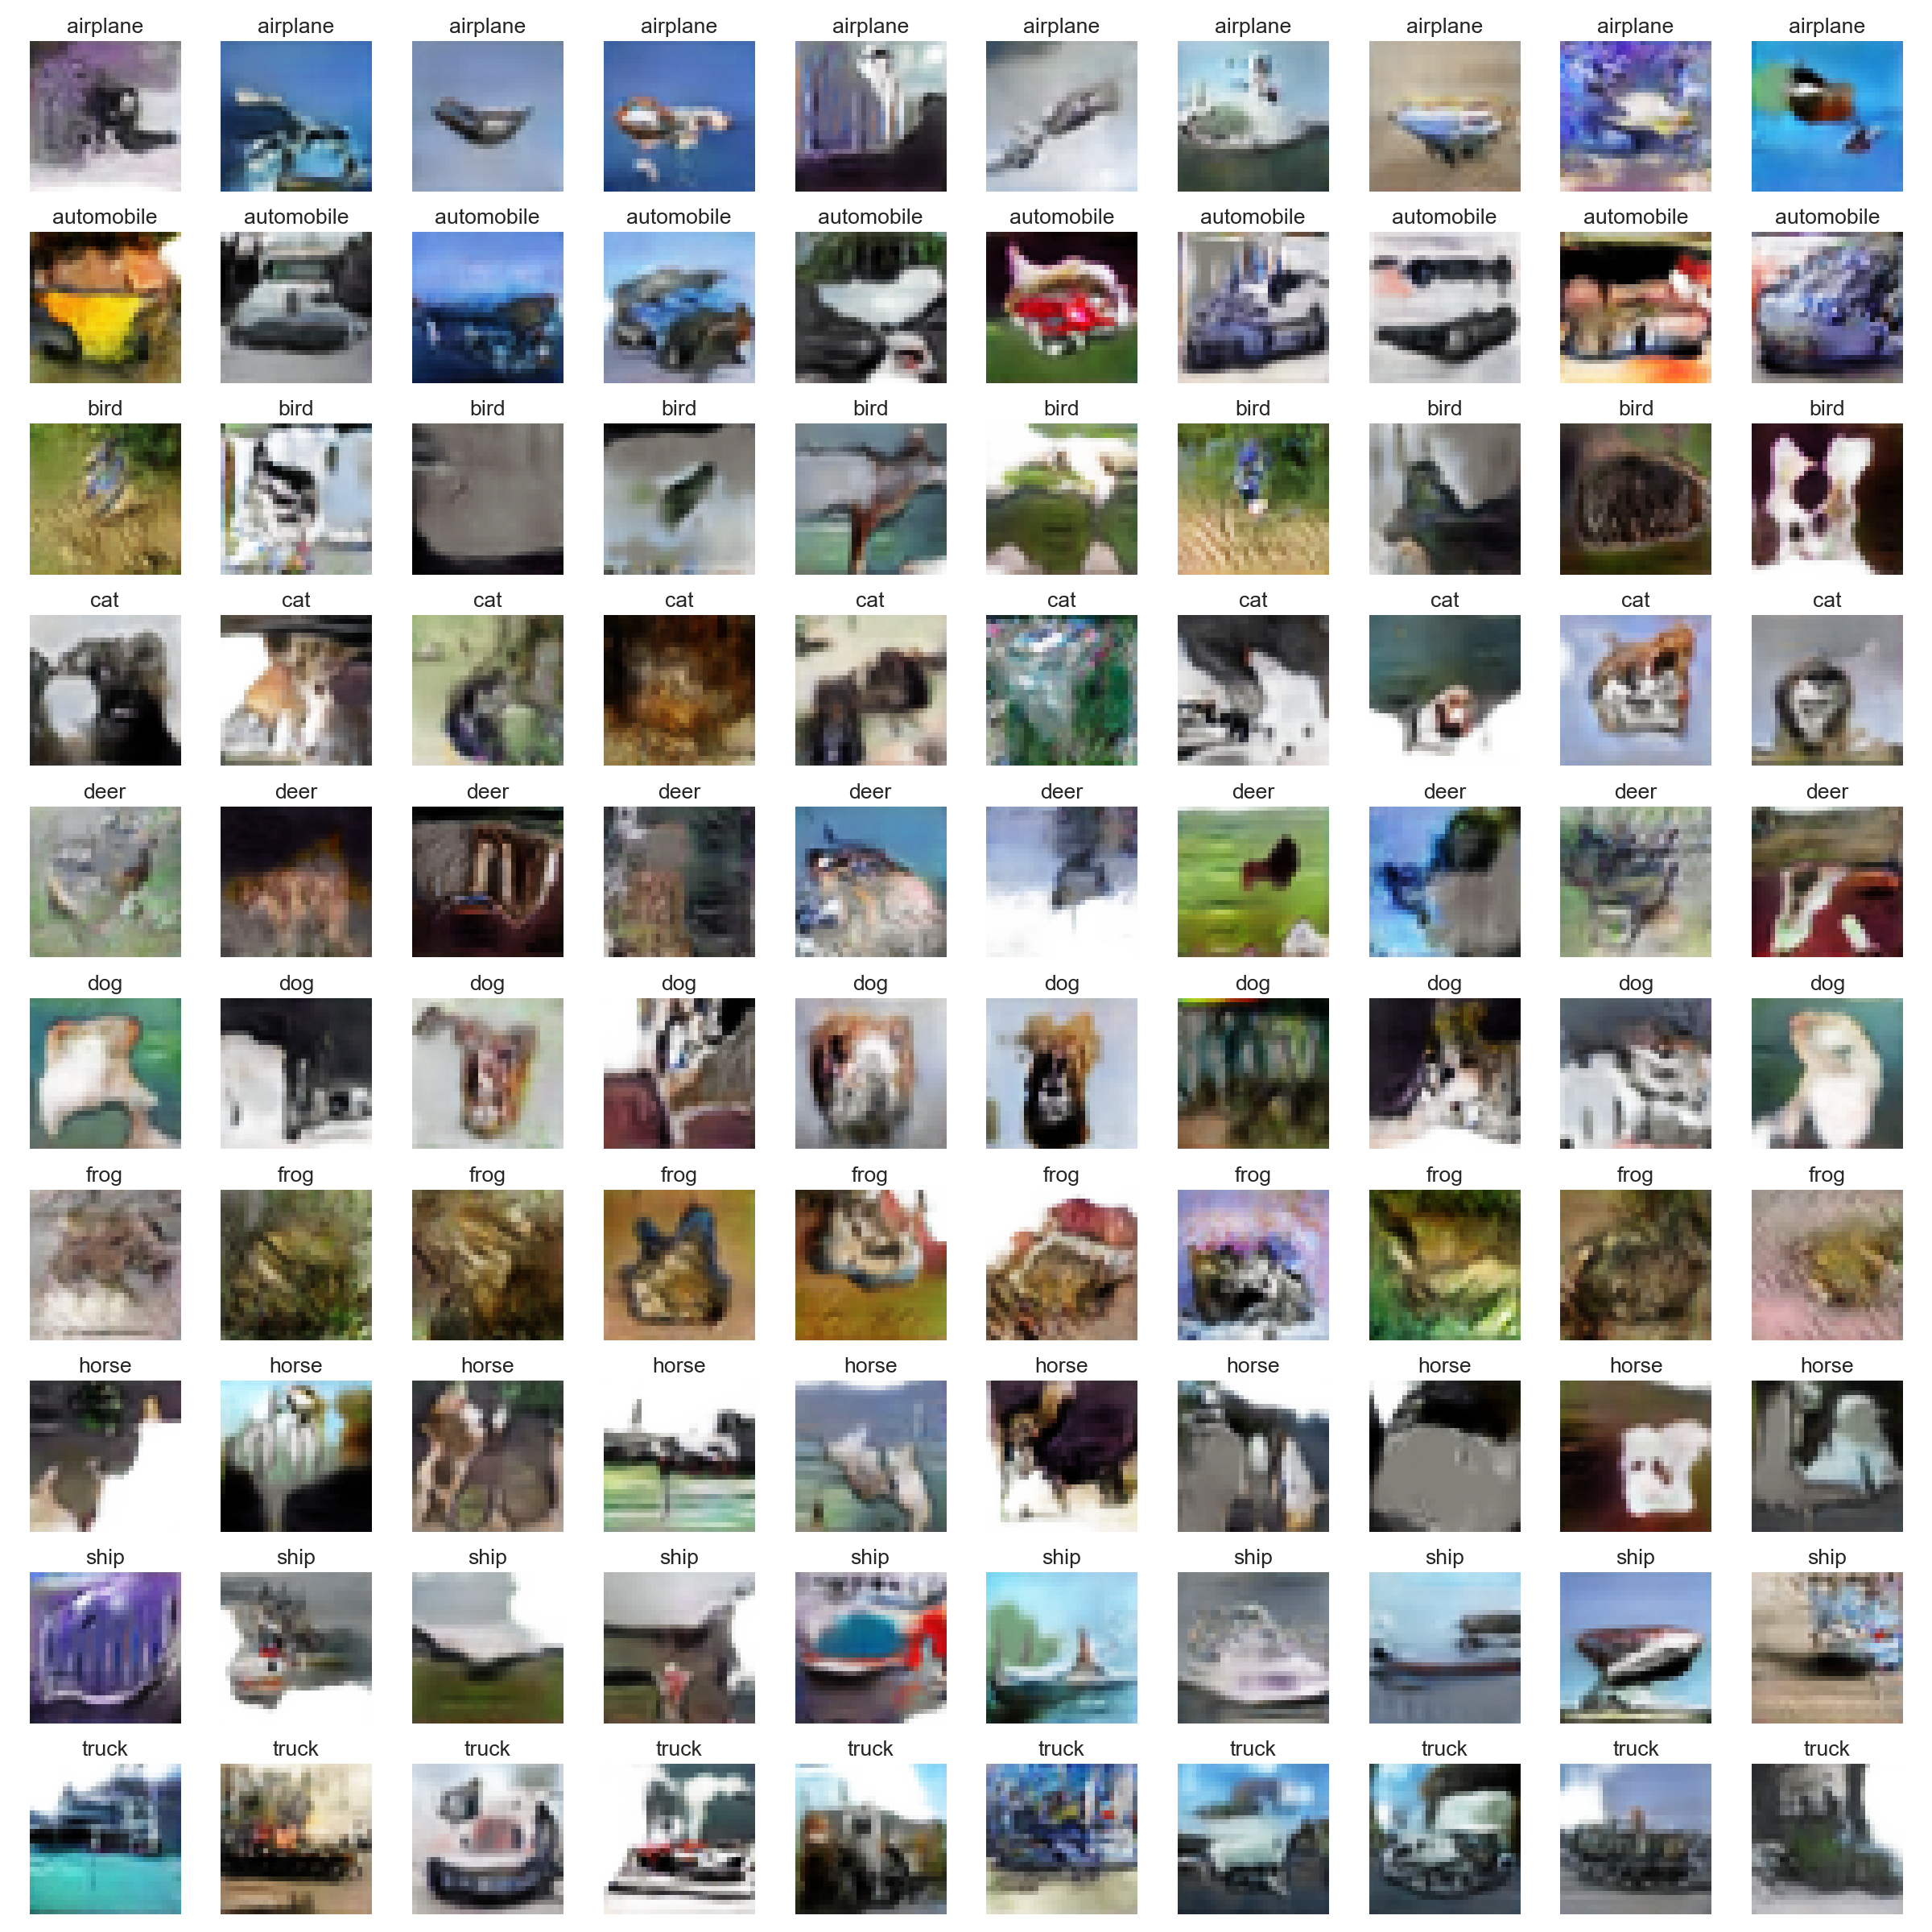 airplane airplane airplane airplane airplane airplane airplane airplane airplane airplane
automobile automobile automobile automobile automobile automobile automobile automobile automobile automobile
bird bird bird bird bird bird bird bird bird bird
cat cat cat cat cat cat cat cat cat cat
deer deer deer deer deer deer deer deer deer deer
dog dog dog dog dog dog dog dog dog dog
frog frog frog frog frog frog frog frog frog frog
horse horse horse horse horse horse horse horse horse horse
ship ship ship ship ship ship ship ship ship ship
truck truck truck truck truck truck truck truck truck truck